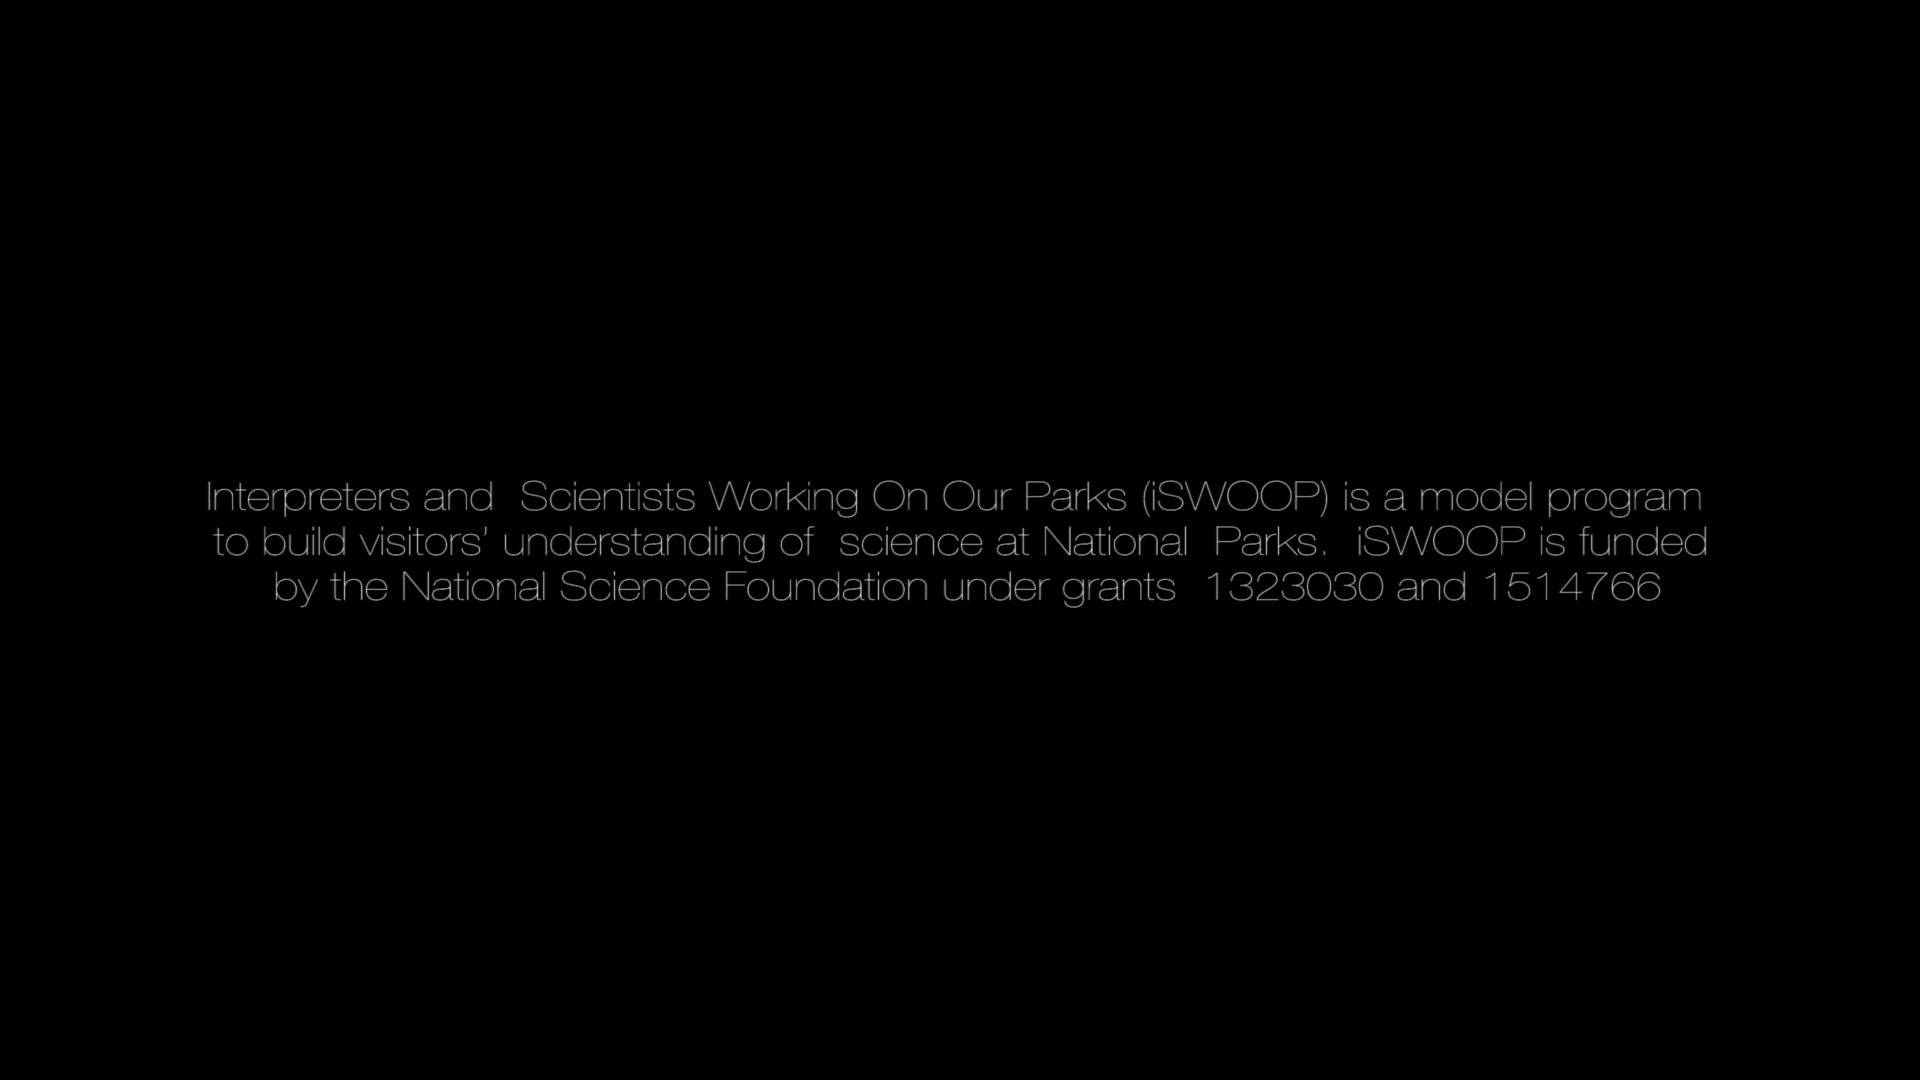 Interpreters and  Scientists Working On Our Parks (iSWOOP) is a model program
to build visitors’ understanding of  science at National  Parks.  iSWOOP is funded
by the National Science Foundation under grants  1323030 and 1514766